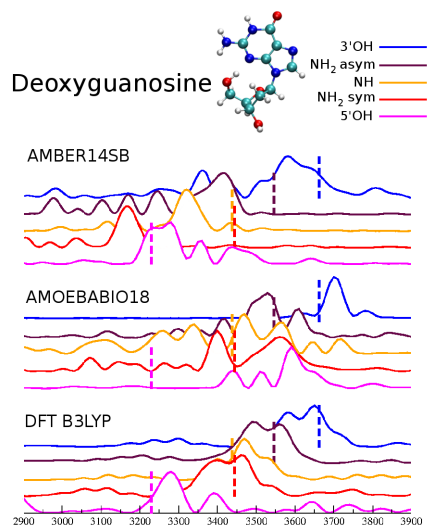 Deoxyguanosine
3'OH
NH₂ asym
NH
NH₂ sym
5'OH
AMBER14SB
AMOEBABIO18
DFT B3LYP
2900 3000 3100 3200 3300 3400 3500 3600 3700 3800 3900